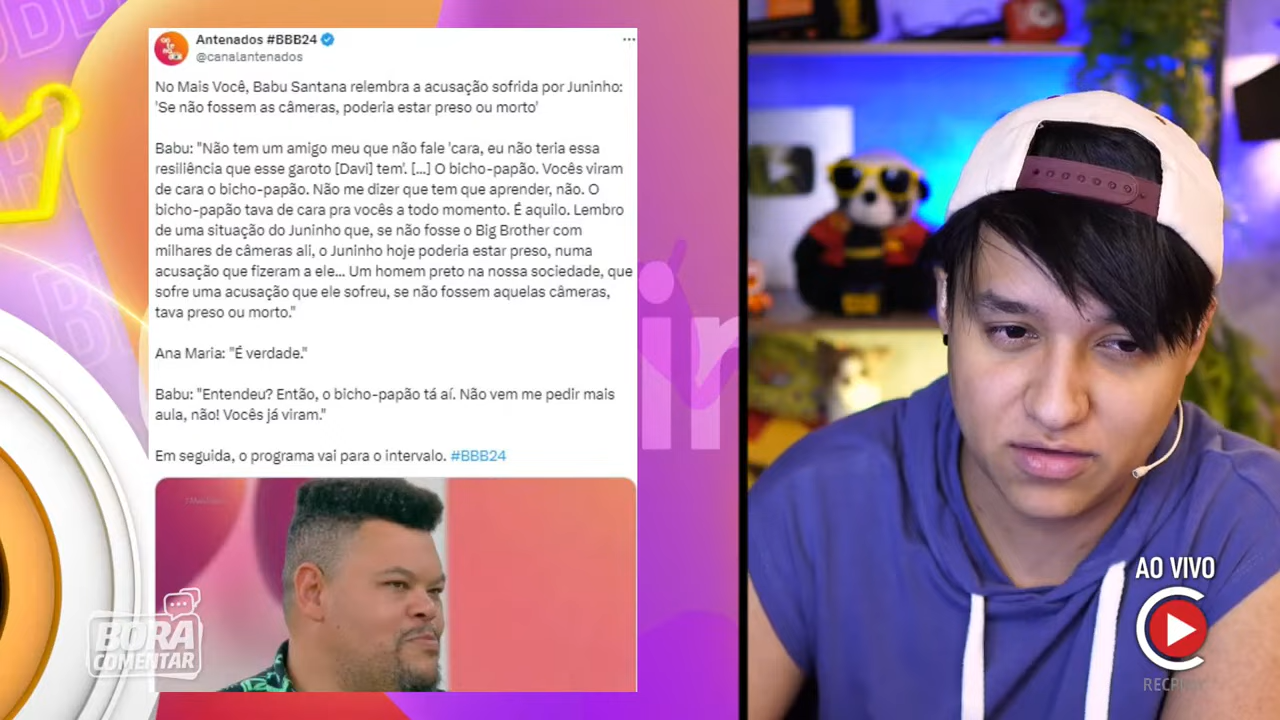 Antenados #BBB24
@canalantenados
No Mais Você, Babu Santana relembra a acusação sofrida por Juninho:
'Se não fossem as câmeras, poderia estar preso ou morto'
Babu: "Não tem um amigo meu que não fale 'cara, eu não teria essa
resiliência que esse garoto [Davi] tem'. [...] O bicho-papão. Vocês viram
de cara o bicho-papão. Não me dizer que tem que aprender, não. O
bicho-papão tava de cara pra vocês a todo momento. É aquilo. Lembro
de uma situação do Juninho que, se não fosse o Big Brother com
milhares de câmeras ali, o Juninho hoje poderia estar preso, numa
acusação que fizeram a ele... Um homem preto na nossa sociedade, que
sofre uma acusação que ele sofreu, se não fossem aquelas câmeras,
tava preso ou morto."
Ana Maria: "É verdade."
Babu: "Entendeu? Então, o bicho-papão tá aí. Não vem me pedir mais
aula, não! Vocês já viram."
Em seguida, o programa vai para o intervalo. #BBB24
BORA
COMENTAR
AO VIVO